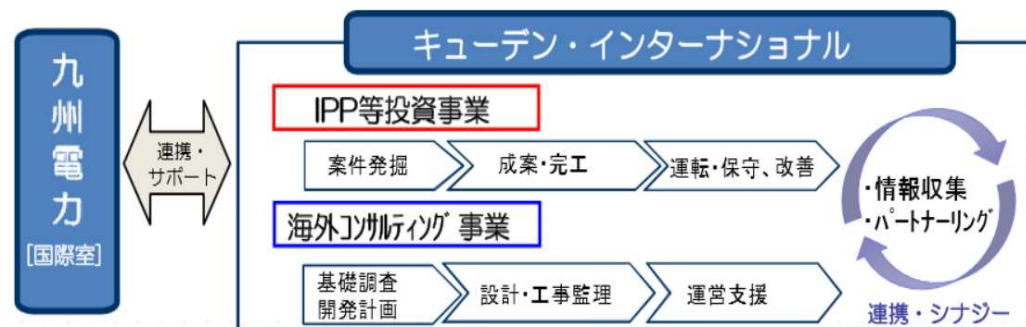 キューデン・インターナショナル
九州電力
[国際室]
連携・
サポート
IPP等投資事業
案件発掘
成案・完工
運転・保守、改善
海外コンサルティング事業
基礎調査
開発計画
設計・工事監理
運営支援
・情報収集
・パートナーリング
連携・シナジー